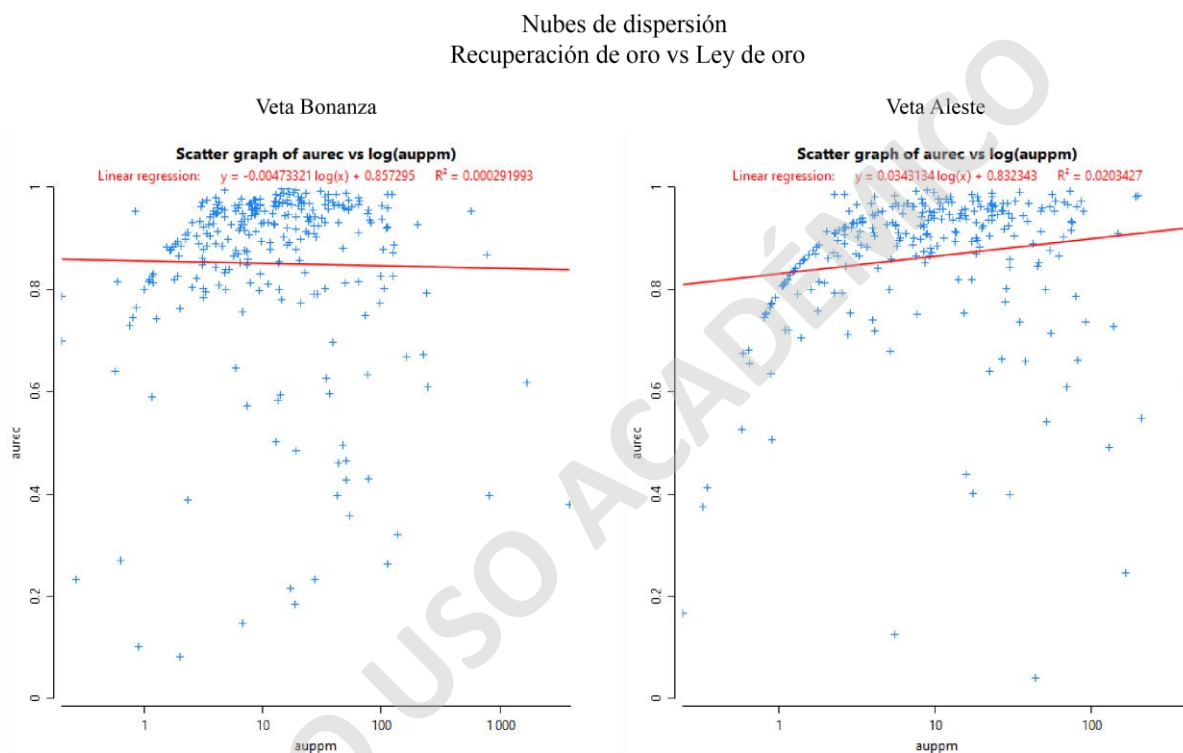 Nubes de dispersión
Recuperación de oro vs Ley de oro
Veta Bonanza
Scatter graph of aurec vs log(auppm)
Linear regression: y = -0.00473321 log(x) + 0.857295 R² = 0.000291993
1
0.8
0.6
0.4
0.2
0
aurec
1 10 100 1 000
auppm
Veta Aleste
Scatter graph of aurec vs log(auppm)
Linear regression: y = 0.0343134 log(x) + 0.832343 R² = 0.0203427
1
0.8
0.6
0.4
0.2
0
aurec
1 10 100
auppm
O USO ACADÉMICO